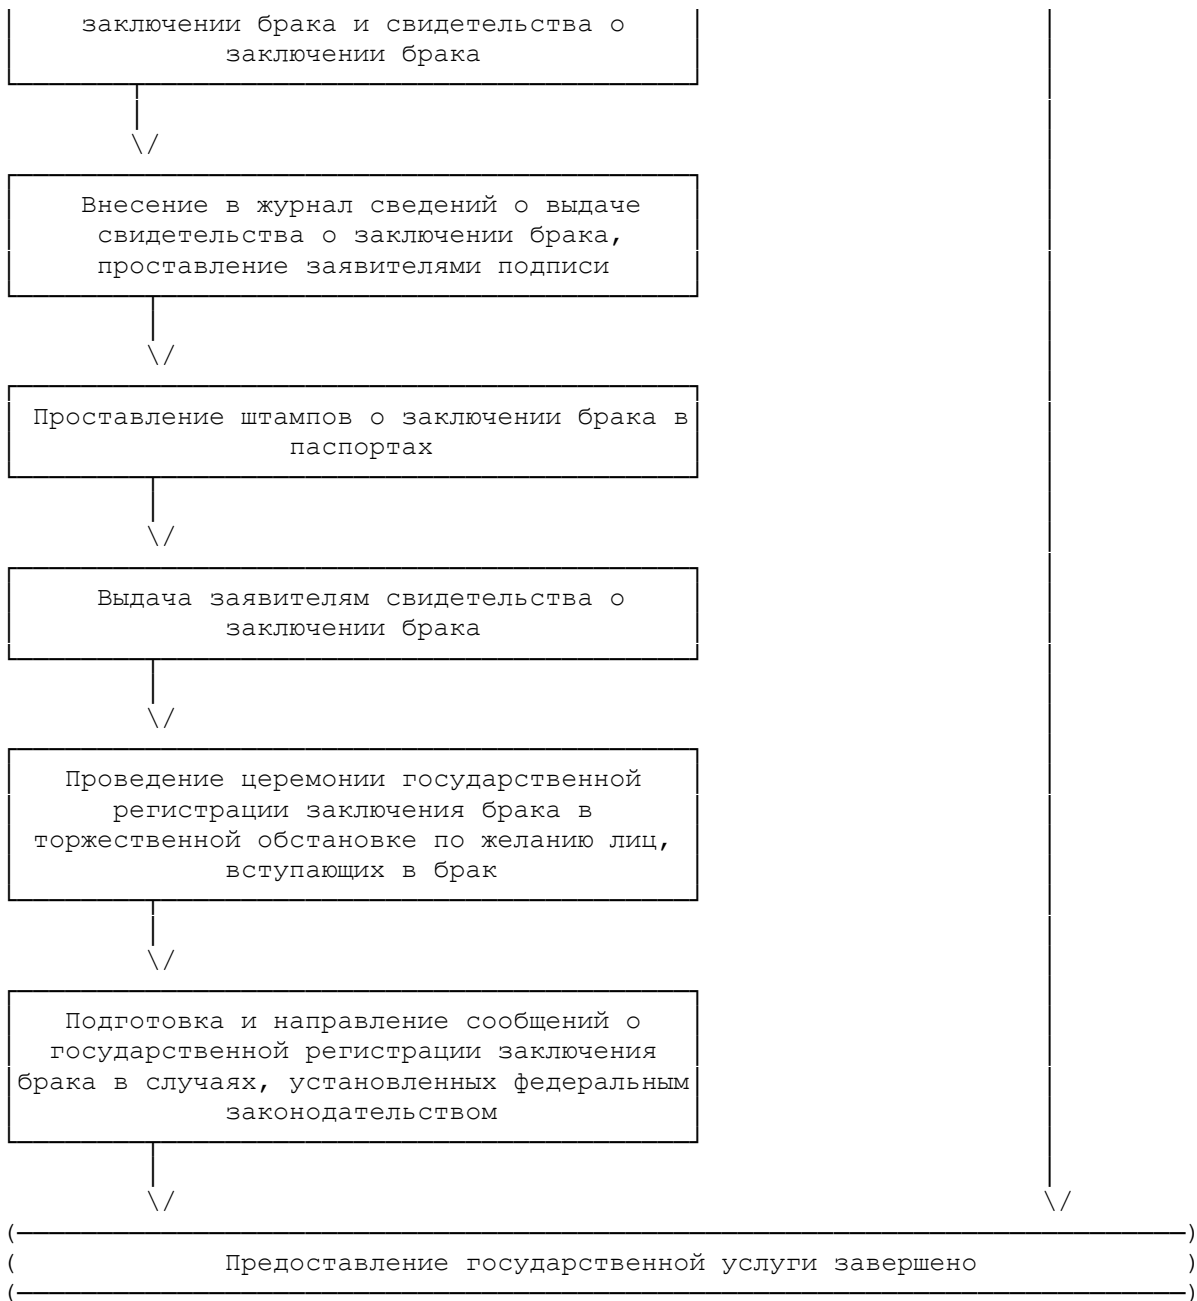 заключении брака и свидетельства о
заключении брака
Внесение в журнал сведений о выдаче
свидетельства о заключении брака,
проставление заявителями подписи
Проставление штампов о заключении брака в
паспортах
Выдача заявителям свидетельства о
заключении брака
Проведение церемонии государственной
регистрации заключения брака в
торжественной обстановке по желанию лиц,
вступающих в брак
Подготовка и направление сообщений о
государственной регистрации заключения
брака в случаях, установленных федеральным
законодательством
Предоставление государственной услуги завершено